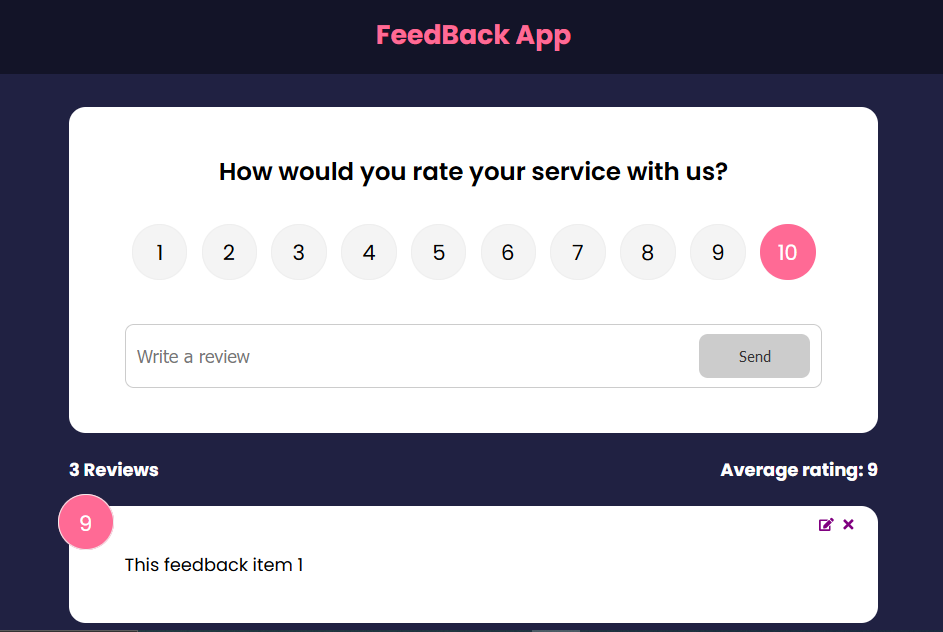 FeedBack App
How would you rate your service with us?
1 2 3 4 5 6 7 8 9 10
Write a review Send
3 Reviews Average rating: 9
9
This feedback item 1